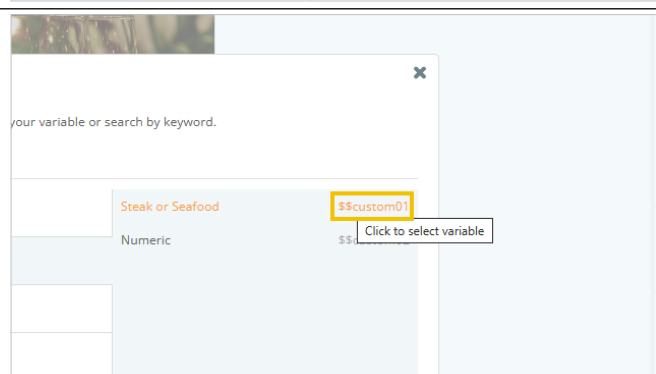 your variable or search by keyword.
Steak or Seafood $$custom01
Click to select variable
Numeric